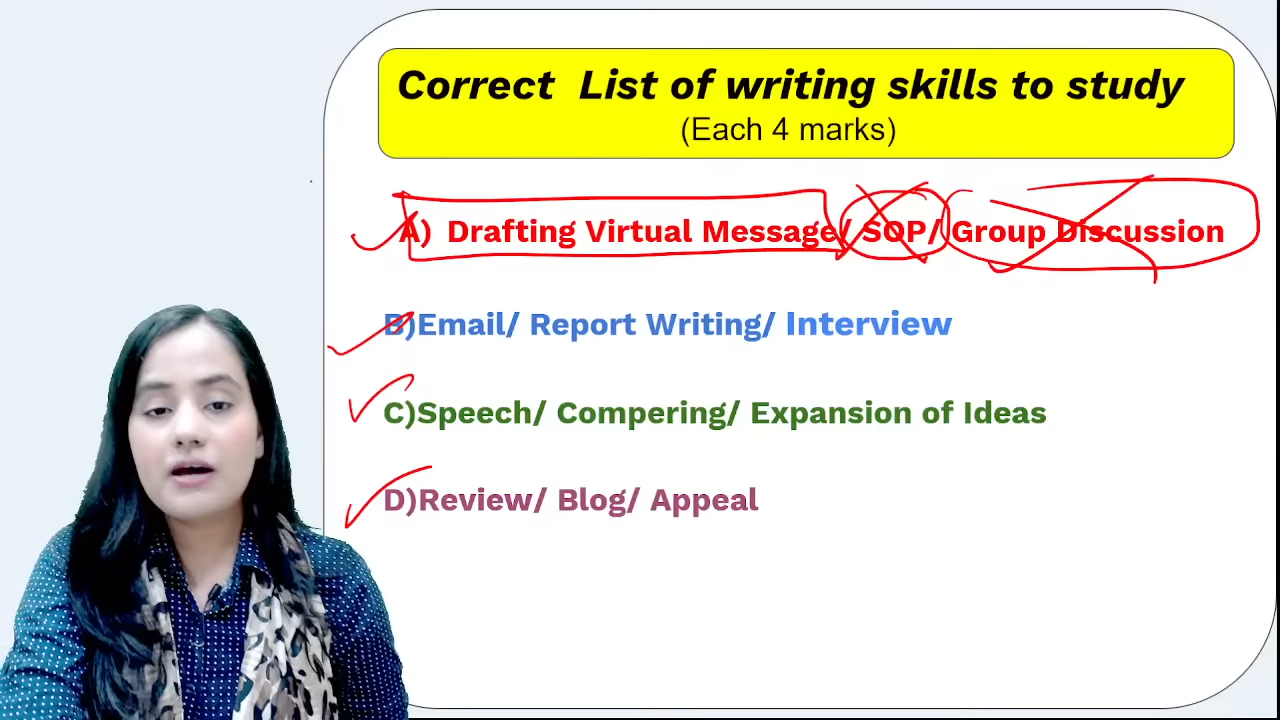 Correct List of writing skills to study
(Each 4 marks)
A) Drafting Virtual Message/ SOP/ Group Discussion
B)Email/ Report Writing/ Interview
C)Speech/ Compering/ Expansion of Ideas
D)Review/ Blog/ Appeal